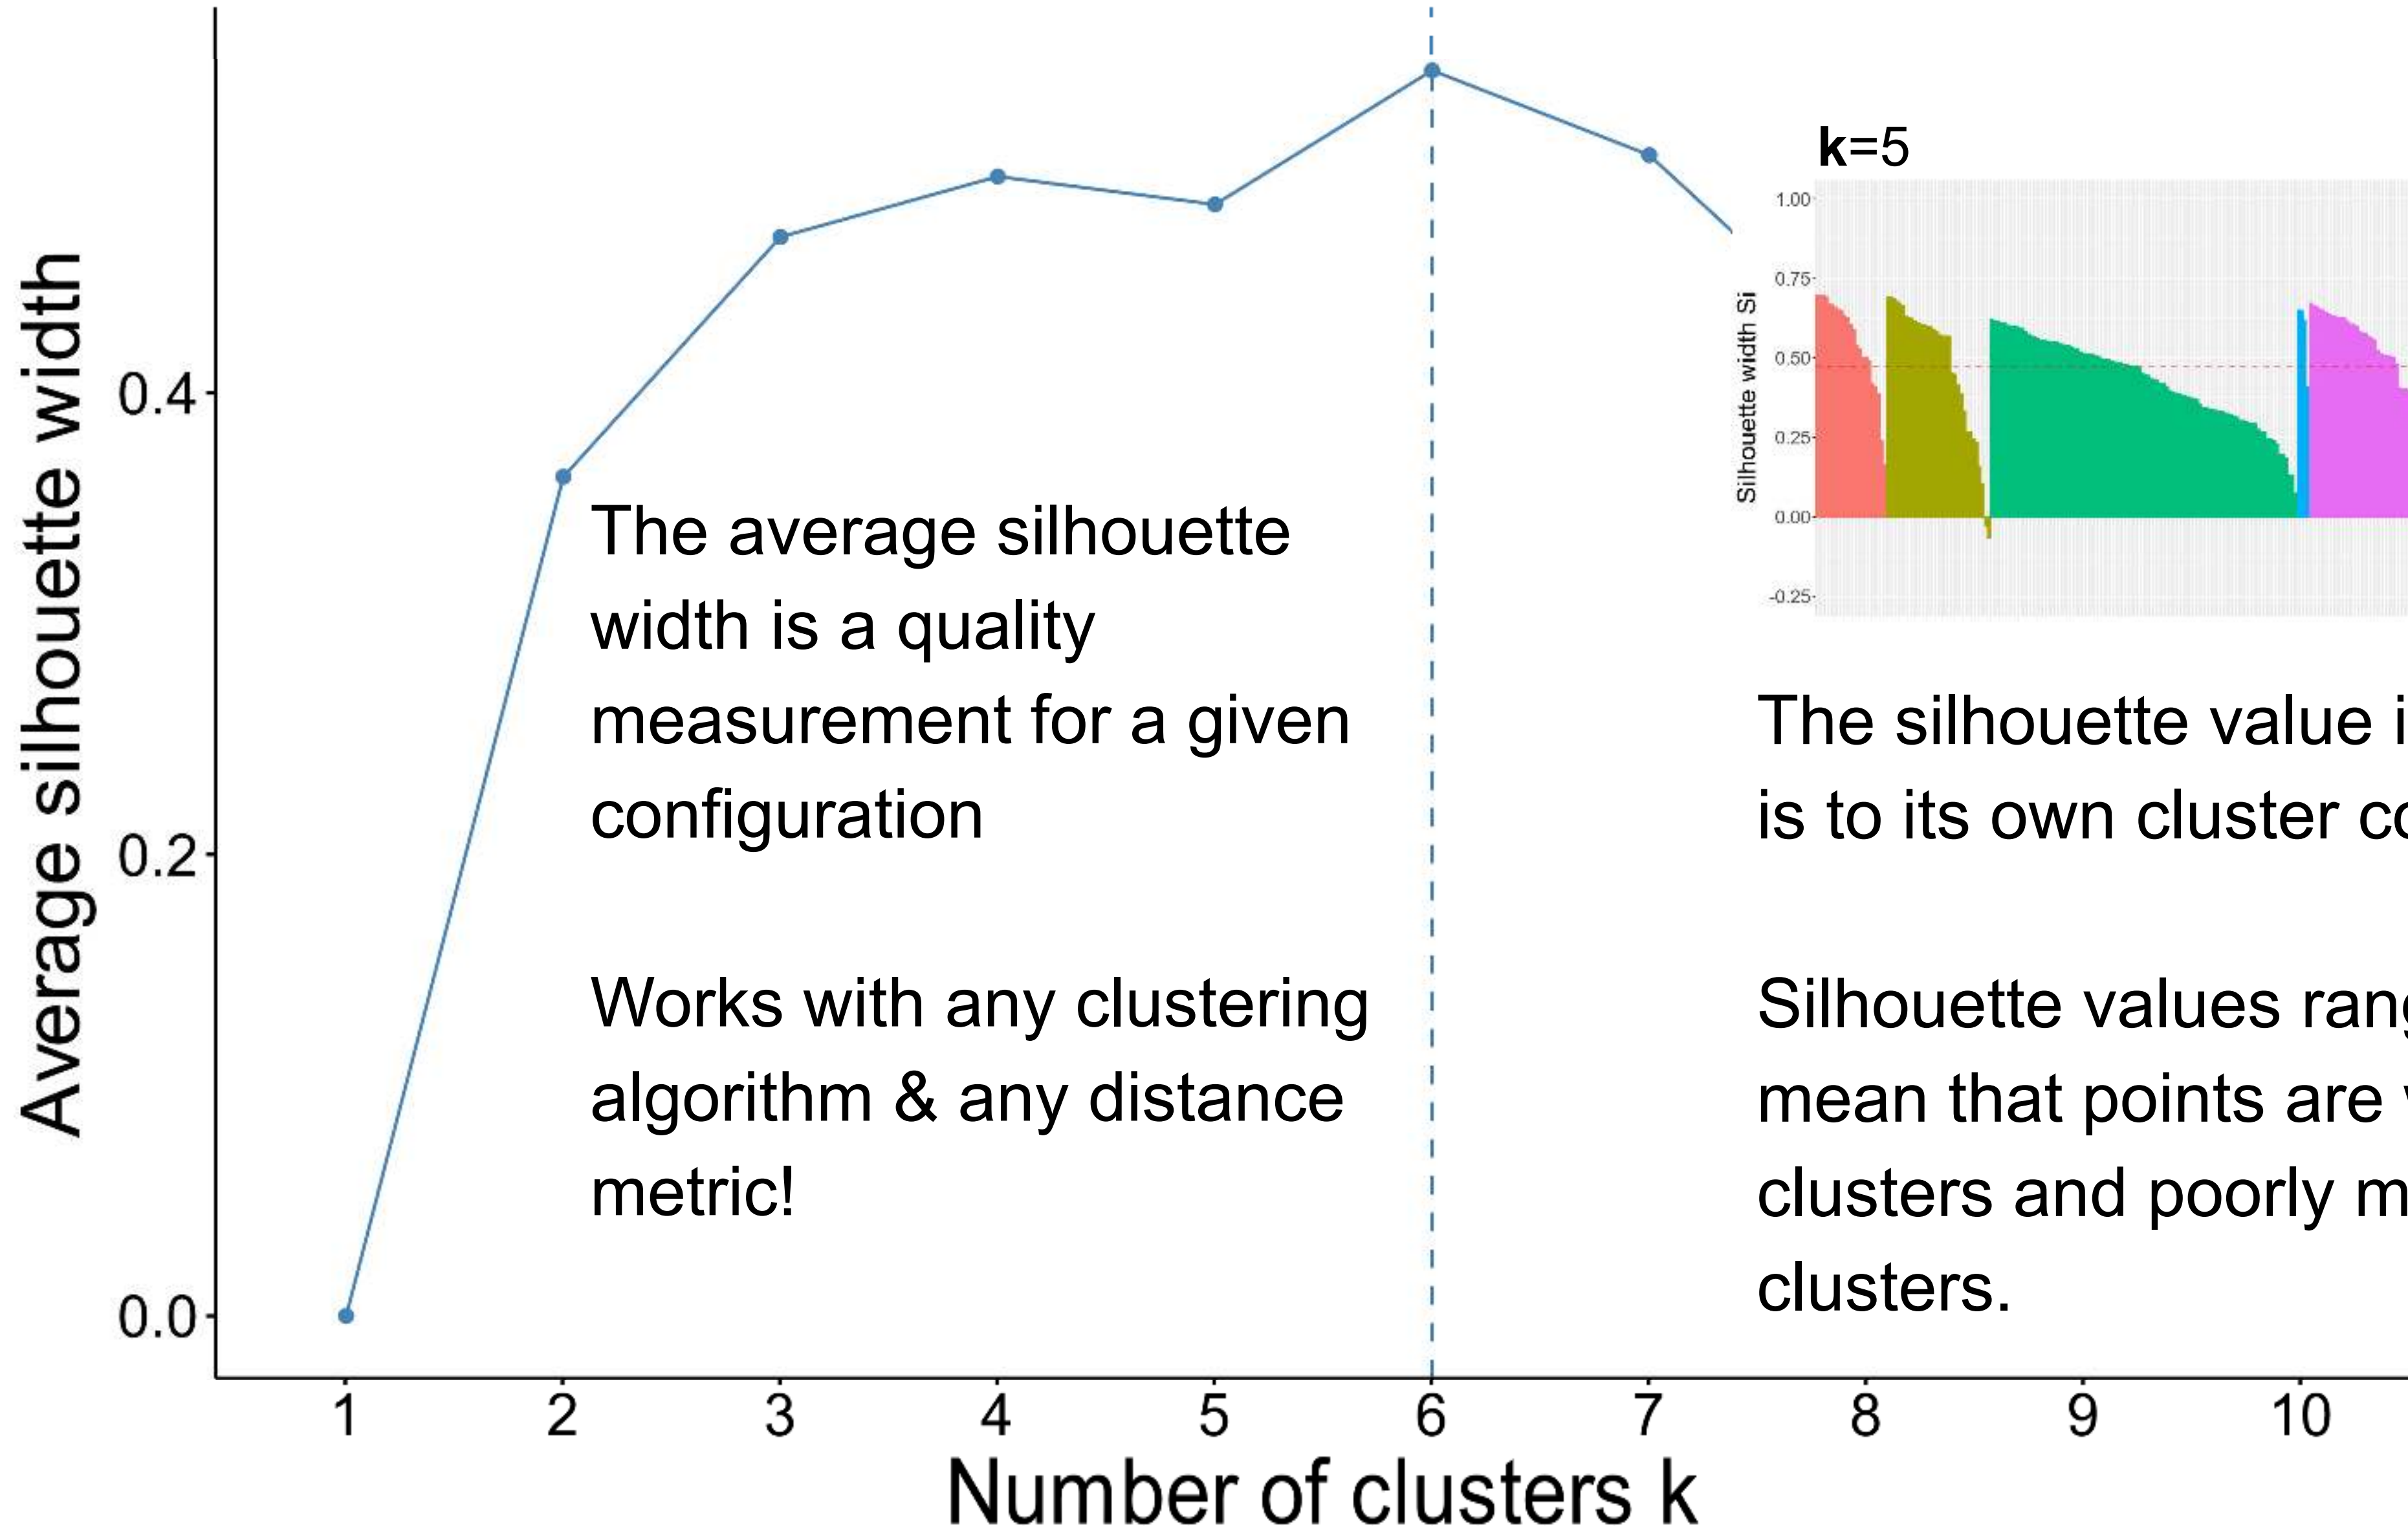 Average silhouette width
0.4
0.2
0.0
The average silhouette
width is a quality
measurement for a given
configuration
Works with any clustering
algorithm & any distance
metric!
k=5
Silhouette width Si
1.00
0.75
0.50
0.25
0.00
-0.25
The silhouette value
is to its own cluster
Silhouette values
mean that points are
clusters and poorly
clusters.
1 2 3 4 5 6 7 8 9 10
Number of clusters k